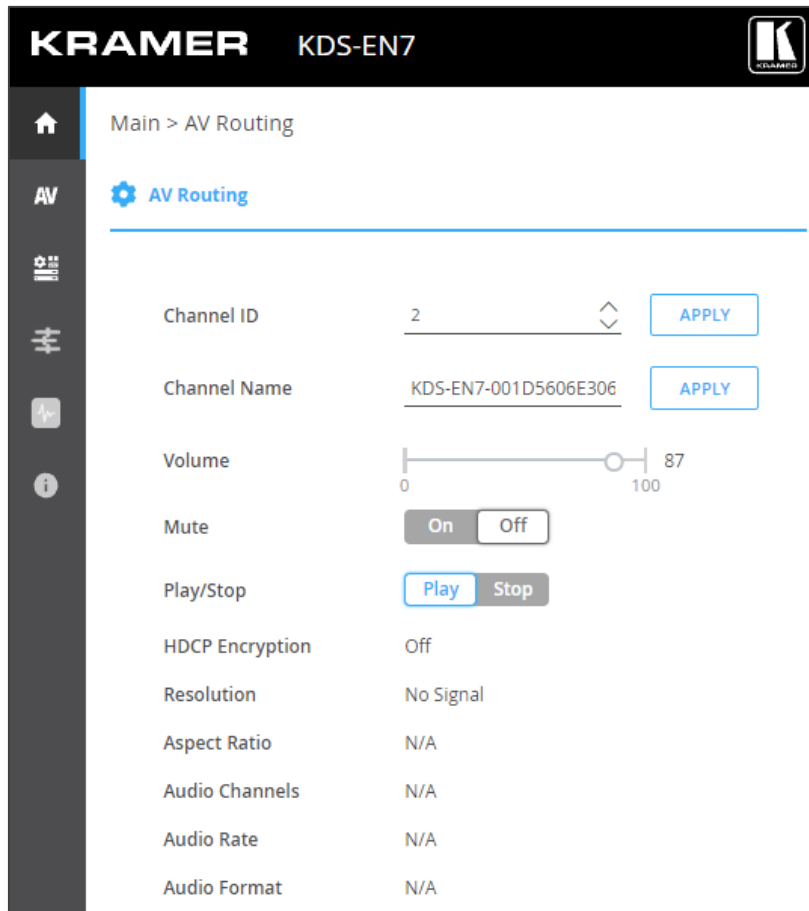 KRAMER KDS-EN7
KRAMER
Main > AV Routing
AV
AV Routing
Channel ID 2 APPLY
Channel Name KDS-EN7-001D5606E306 APPLY
Volume 87
0 100
Mute On Off
Play/Stop Play Stop
HDCP Encryption Off
Resolution No Signal
Aspect Ratio N/A
Audio Channels N/A
Audio Rate N/A
Audio Format N/A